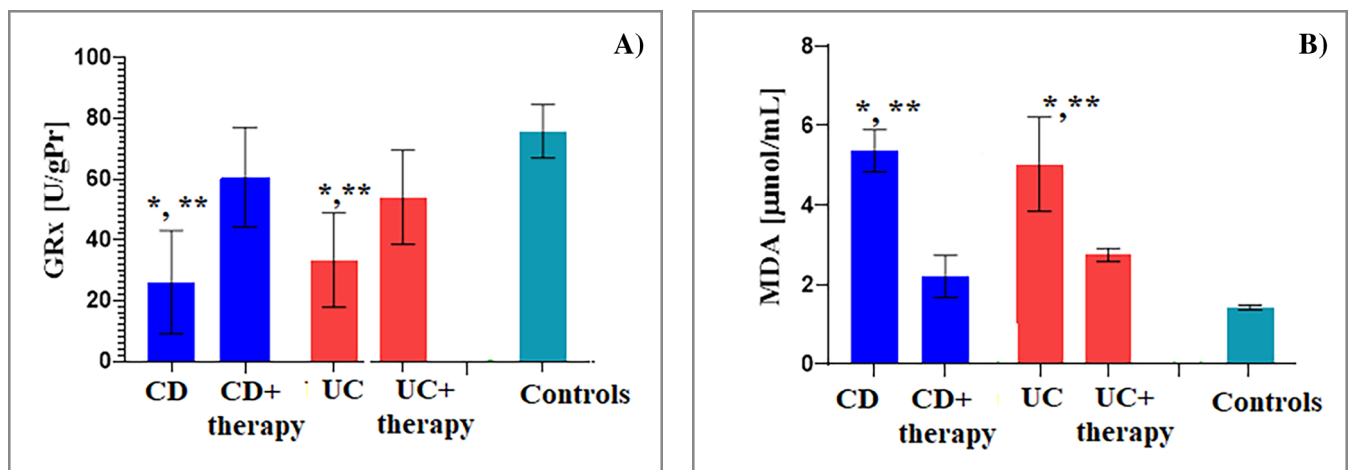 A)
GRx [U/gPr]
100
80
60
40
20
0
*, **
*,**
CD
CD+
therapy
UC
UC+
therapy
Controls
B)
MDA [µmol/mL]
8
6
4
2
0
*, **
*,**
CD
CD+
therapy
UC
UC+
therapy
Controls